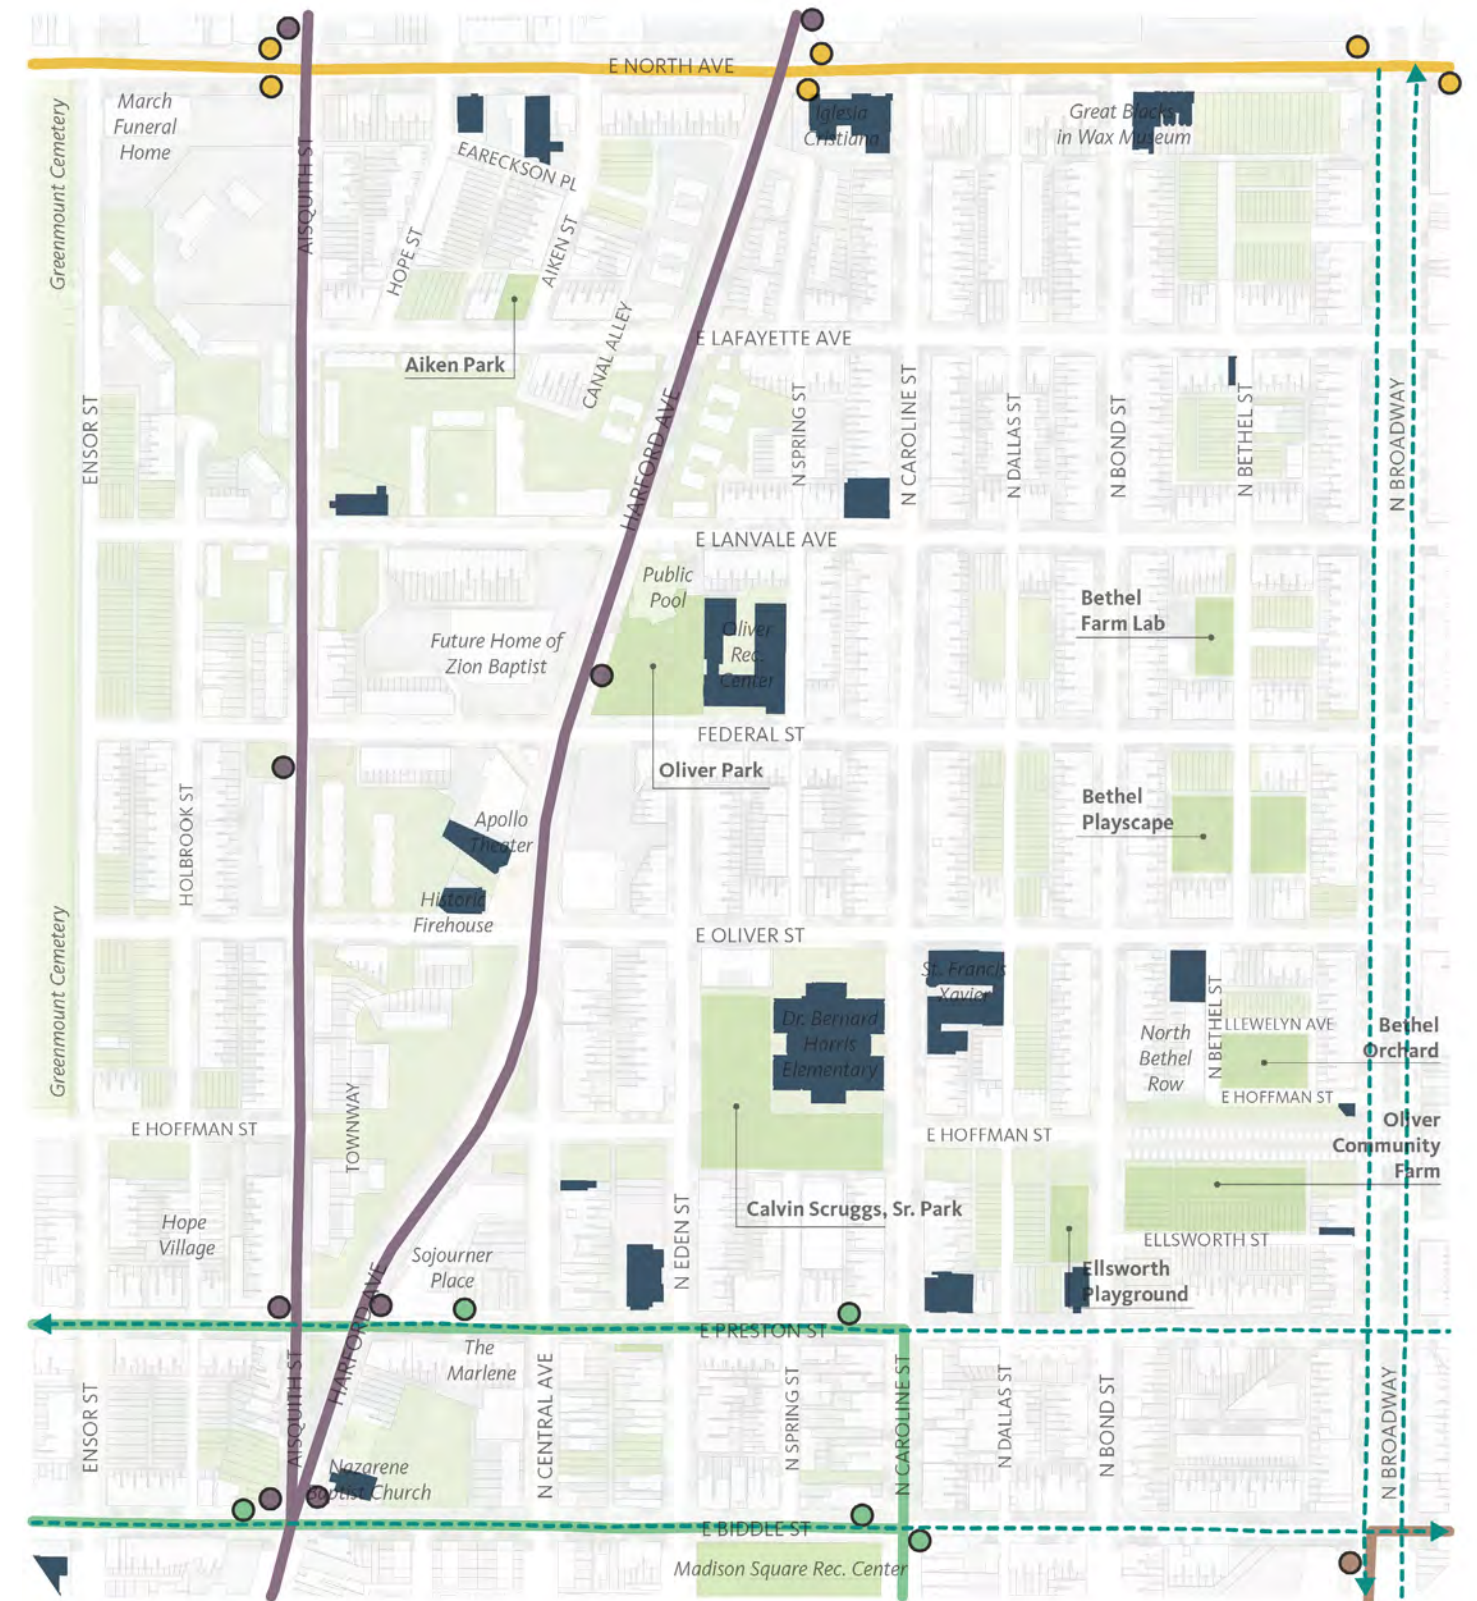 E NORTH AVE
March
Funeral
Home
Greenmount Cemetery
AISQUITH ST
EARECKSON PL
HOPE ST
AIKEN ST
CANAL ALLEY
Iglesia
Cristiana
Great Blacks
in Wax Museum
E LAFAYETTE AVE
Aiken Park
ENSOR ST
HARFORD AVE
N SPRING ST
N CAROLINE ST
N DALLAS ST
N BOND ST
N BETHEL ST
N BROADWAY
E LANVALE AVE
Public
Pool
Oliver
Rec.
Center
Future Home of
Zion Baptist
Bethel
Farm Lab
FEDERAL ST
Oliver Park
HOLBROOK ST
Apollo
Theater
Historic
Firehouse
Bethel
Playscape
E OLIVER ST
Greenmount Cemetery
St. Francis
Xavier
Dr. Bernard
Harris
Elementary
North
Bethel
Row
N BETHEL ST
LLEWELYN AVE
Bethel
Orchard
E HOFFMAN ST
TOWNWAY
E HOFFMAN ST
E HOFFMAN ST
Oliver
Community
Farm
Hope
Village
Sojourner
Place
N EDEN ST
Calvin Scruggs, Sr. Park
ELLSWORTH ST
Ellsworth
Playground
HARFORD AVE
E PRESTON ST
The
Marlene
ENSOR ST
AISQUITH ST
N CENTRAL AVE
N SPRING ST
N CAROLINE ST
N DALLAS ST
N BOND ST
N BROADWAY
Nazarene
Baptist Church
E BIDDLE ST
Madison Square Rec. Center